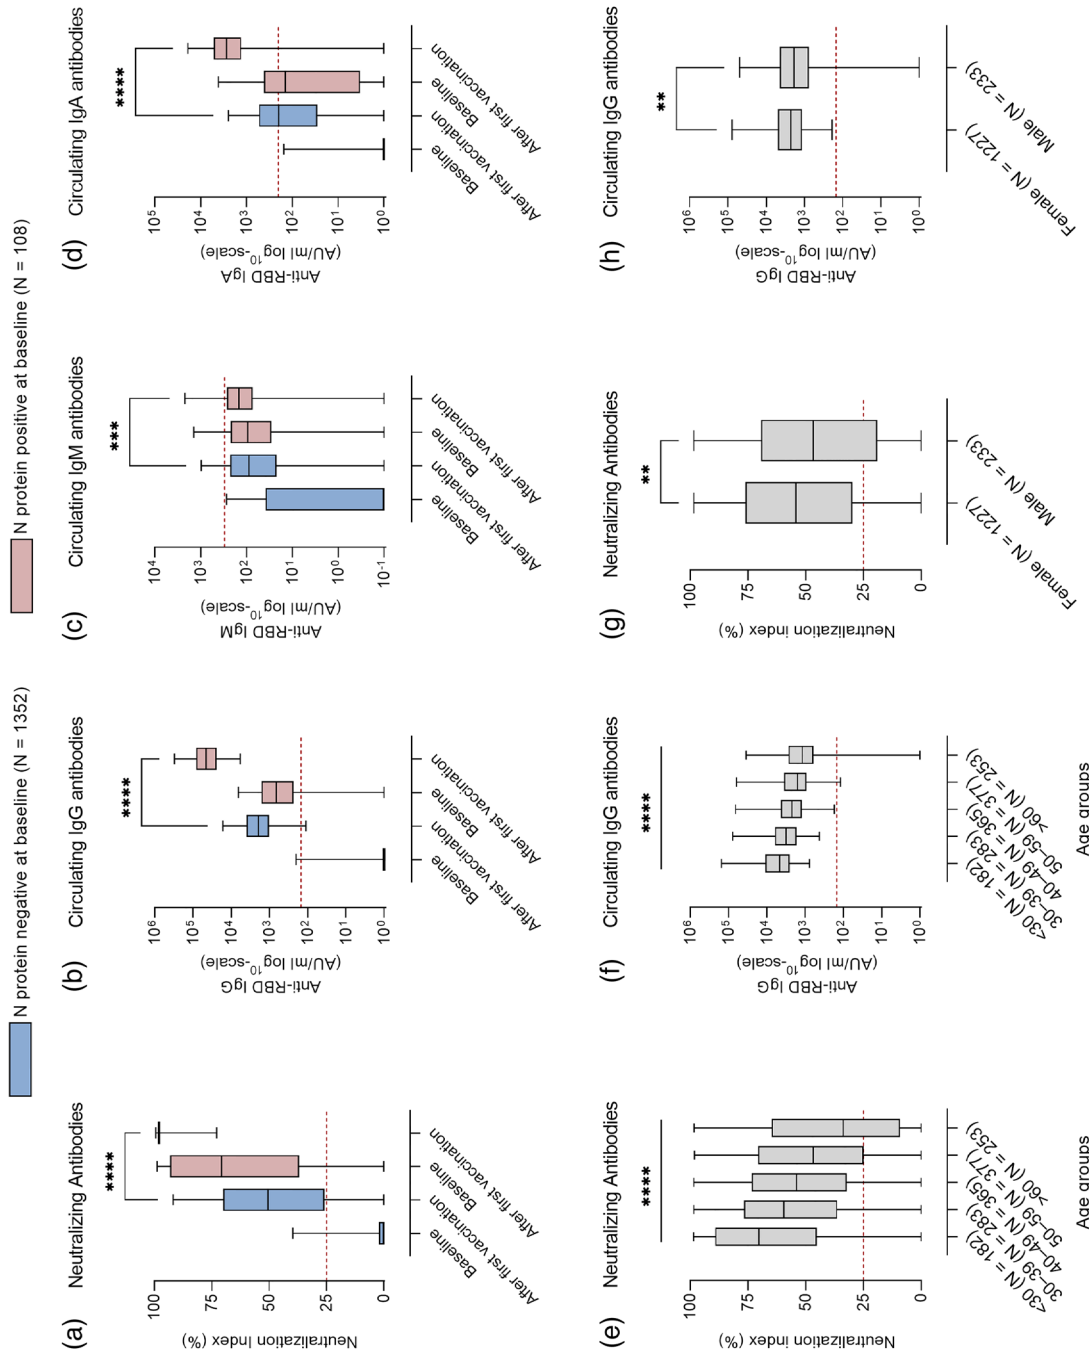 N protein negative at baseline (N = 1352)
N protein positive at baseline (N = 108)
(a)
Neutralizing Antibodies
Neutralization Index (%)
100
75
50
25
0
****
Baseline
After first vaccination
Baseline
After first vaccination
(b)
Circulating IgG antibodies
Anti-RBD IgG
(AU/ml log10-scale)
10^6
10^5
10^4
10^3
10^2
10^1
10^0
****
Baseline
After first vaccination
Baseline
After first vaccination
(c)
Circulating IgM antibodies
Anti-RBD IgM
(AU/ml log10-scale)
10^4
10^3
10^2
10^1
10^0
10^-1
***
Baseline
After first vaccination
Baseline
After first vaccination
(d)
Circulating IgA antibodies
Anti-RBD IgA
(AU/ml log10-scale)
10^5
10^4
10^3
10^2
10^1
10^0
****
Baseline
After first vaccination
Baseline
After first vaccination
(e)
Neutralizing Antibodies
Neutralization index (%)
100
75
50
25
0
****
<30 (N = 182)
30–39 (N = 283)
40–49 (N = 365)
50–59 (N = 377)
>60 (N = 253)
Age groups
(f)
Circulating IgG antibodies
Anti-RBD IgG
(AU/ml log10-scale)
10^6
10^5
10^4
10^3
10^2
10^1
10^0
****
<30 (N = 182)
30–39 (N = 283)
40–49 (N = 365)
50–59 (N = 377)
>60 (N = 253)
Age groups
(g)
Neutralizing Antibodies
Neutralization index (%)
100
75
50
25
0
**
Female (N = 1227)
Male (N = 233)
(h)
Circulating IgG antibodies
Anti-RBD IgG
(AU/ml log10-scale)
10^6
10^5
10^4
10^3
10^2
10^1
10^0
**
Female (N = 1227)
Male (N = 233)